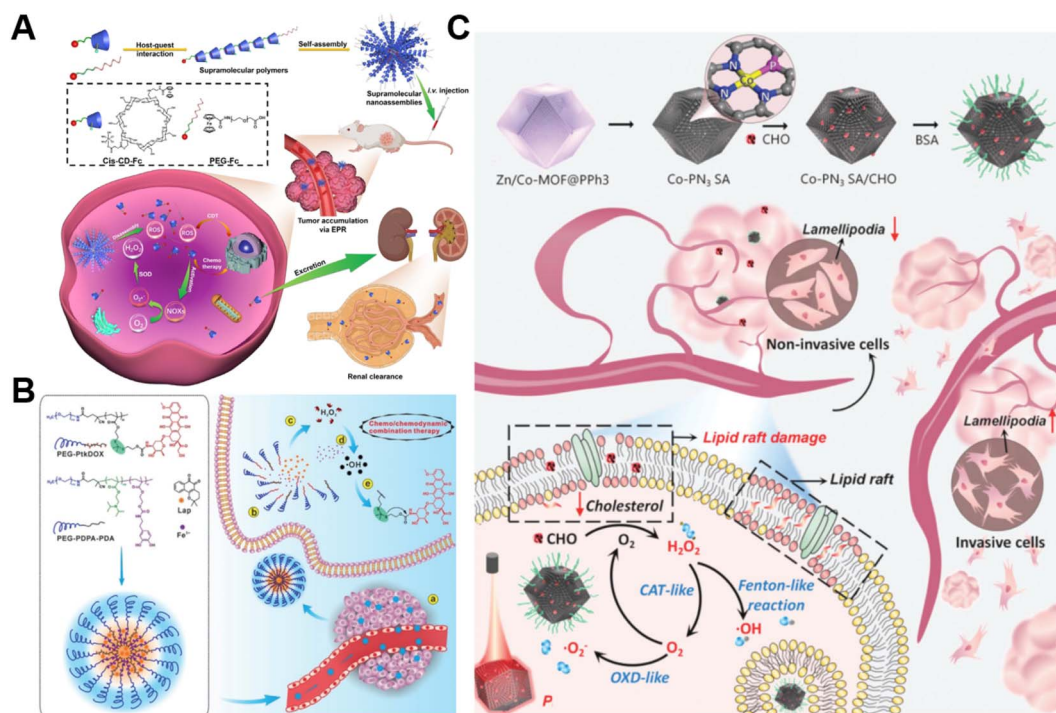 A
Host-guest
interaction
Supramolecular polymers
Self-assembly
Supramolecular
nanoassemblies
i.v. injection
Cis-CD-Fc
PEG-Fc
Tumor accumulation
via EPR
ROS
ROS
CDT
H₂O₂
Chemo
therapy
SOD
Activation
O₂•⁻
NOXs
O₂
Excretion
Renal clearance
B
PEG-PtkDOX
PEG-PDPA-PDA
Lap
Fe³⁺
a
b
c
d
e
H₂O₂
•OH
Chemo/chemodynamic
combination therapy
C
Zn/Co-MOF@PPh3
Co-PN₃ SA
CHO
Co-PN₃ SA/CHO
BSA
N
P
N
N
Lamellipodia
Non-invasive cells
Lamellipodia
Invasive cells
Lipid raft damage
Lipid raft
Cholesterol
CHO
O₂
H₂O₂
CAT-like
Fenton-like
reaction
·OH
·O₂⁻
O₂
OXD-like
P